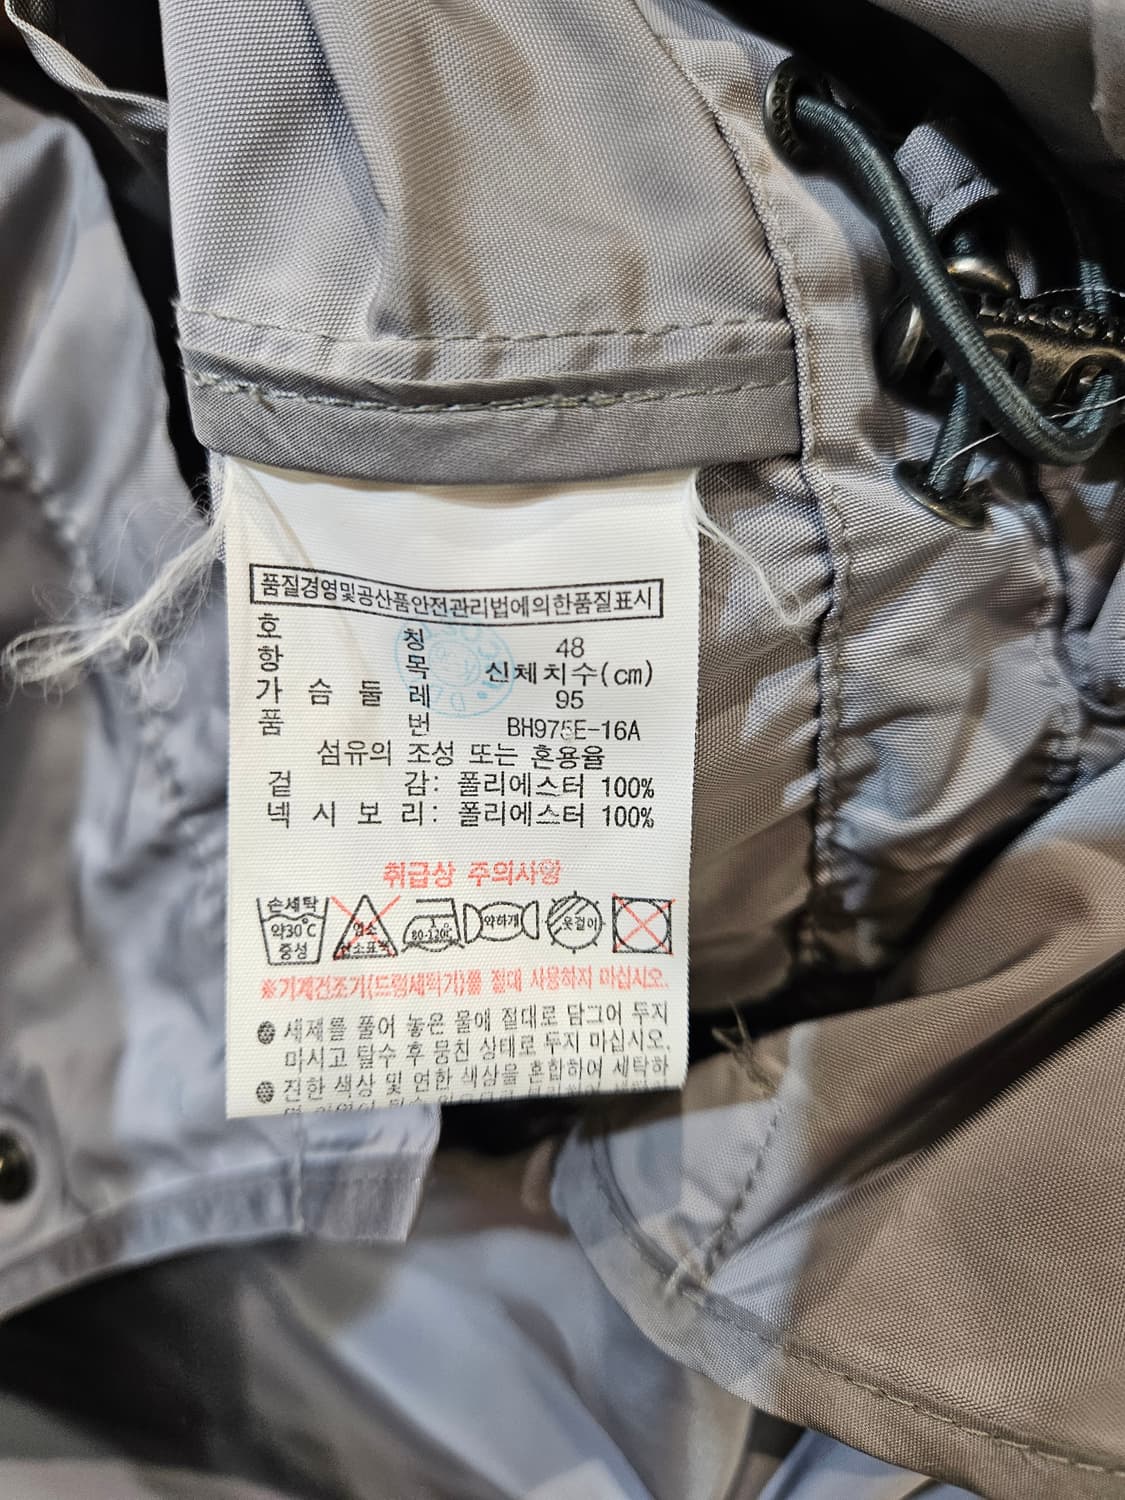 품질경영및공산품안전관리법에의한품질표시
호 칭 48
항 목 신체치수(cm)
가 슴 둘 레 95
품 번 BH975E-16A
섬유의 조성 또는 혼용율
겉 감: 폴리에스터 100%
넥 시 보 리: 폴리에스터 100%
취급상 주의사항
손세탁 약30℃ 중성
염소 산소표백
80-120℃
약하게
옷걸이
※기계건조기(드럼세탁기)를 절대 사용하지 마십시오.
세제를 풀어 놓은 물에 절대로 담그어 두지
마시고 탈수 후 뭉친 상태로 두지 마십시오.
진한 색상 및 연한 색상을 혼합하여 세탁하